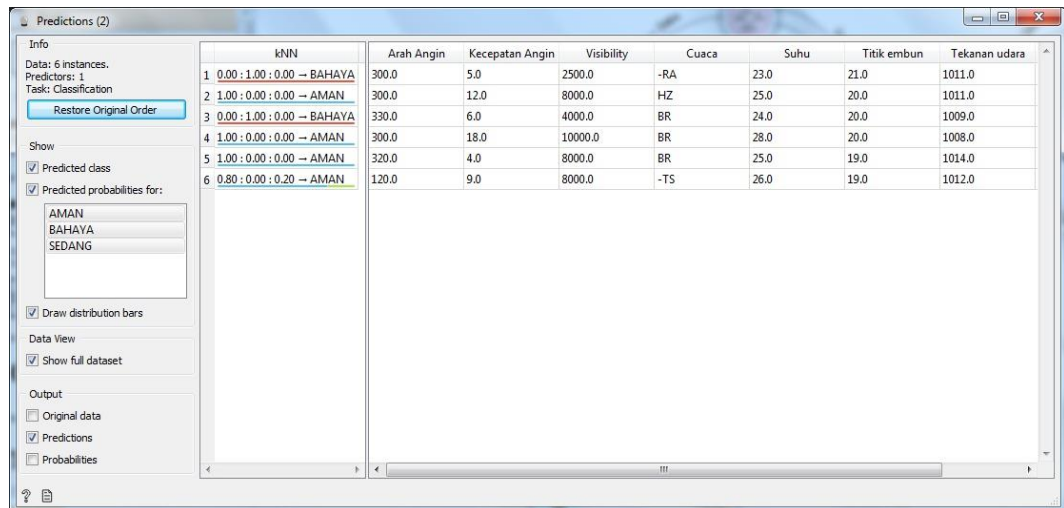 Predictions (2)
Info
Data: 6 instances.
Predictors: 1
Task: Classification
Restore Original Order
Show
Predicted class
Predicted probabilities for:
AMAN
BAHAYA
SEDANG
Draw distribution bars
Data View
Show full dataset
Output
Original data
Predictions
Probabilities
?
kNN Arah Angin Kecepatan Angin Visibility Cuaca Suhu Titik embun Tekanan udara
1 0.00 : 1.00 : 0.00 → BAHAYA 300.0 5.0 2500.0 -RA 23.0 21.0 1011.0
2 1.00 : 0.00 : 0.00 → AMAN 300.0 12.0 8000.0 HZ 25.0 20.0 1011.0
3 0.00 : 1.00 : 0.00 → BAHAYA 330.0 6.0 4000.0 BR 24.0 20.0 1009.0
4 1.00 : 0.00 : 0.00 → AMAN 300.0 18.0 10000.0 BR 28.0 20.0 1008.0
5 1.00 : 0.00 : 0.00 → AMAN 320.0 4.0 8000.0 BR 25.0 19.0 1014.0
6 0.80 : 0.00 : 0.20 → AMAN 120.0 9.0 8000.0 -TS 26.0 19.0 1012.0